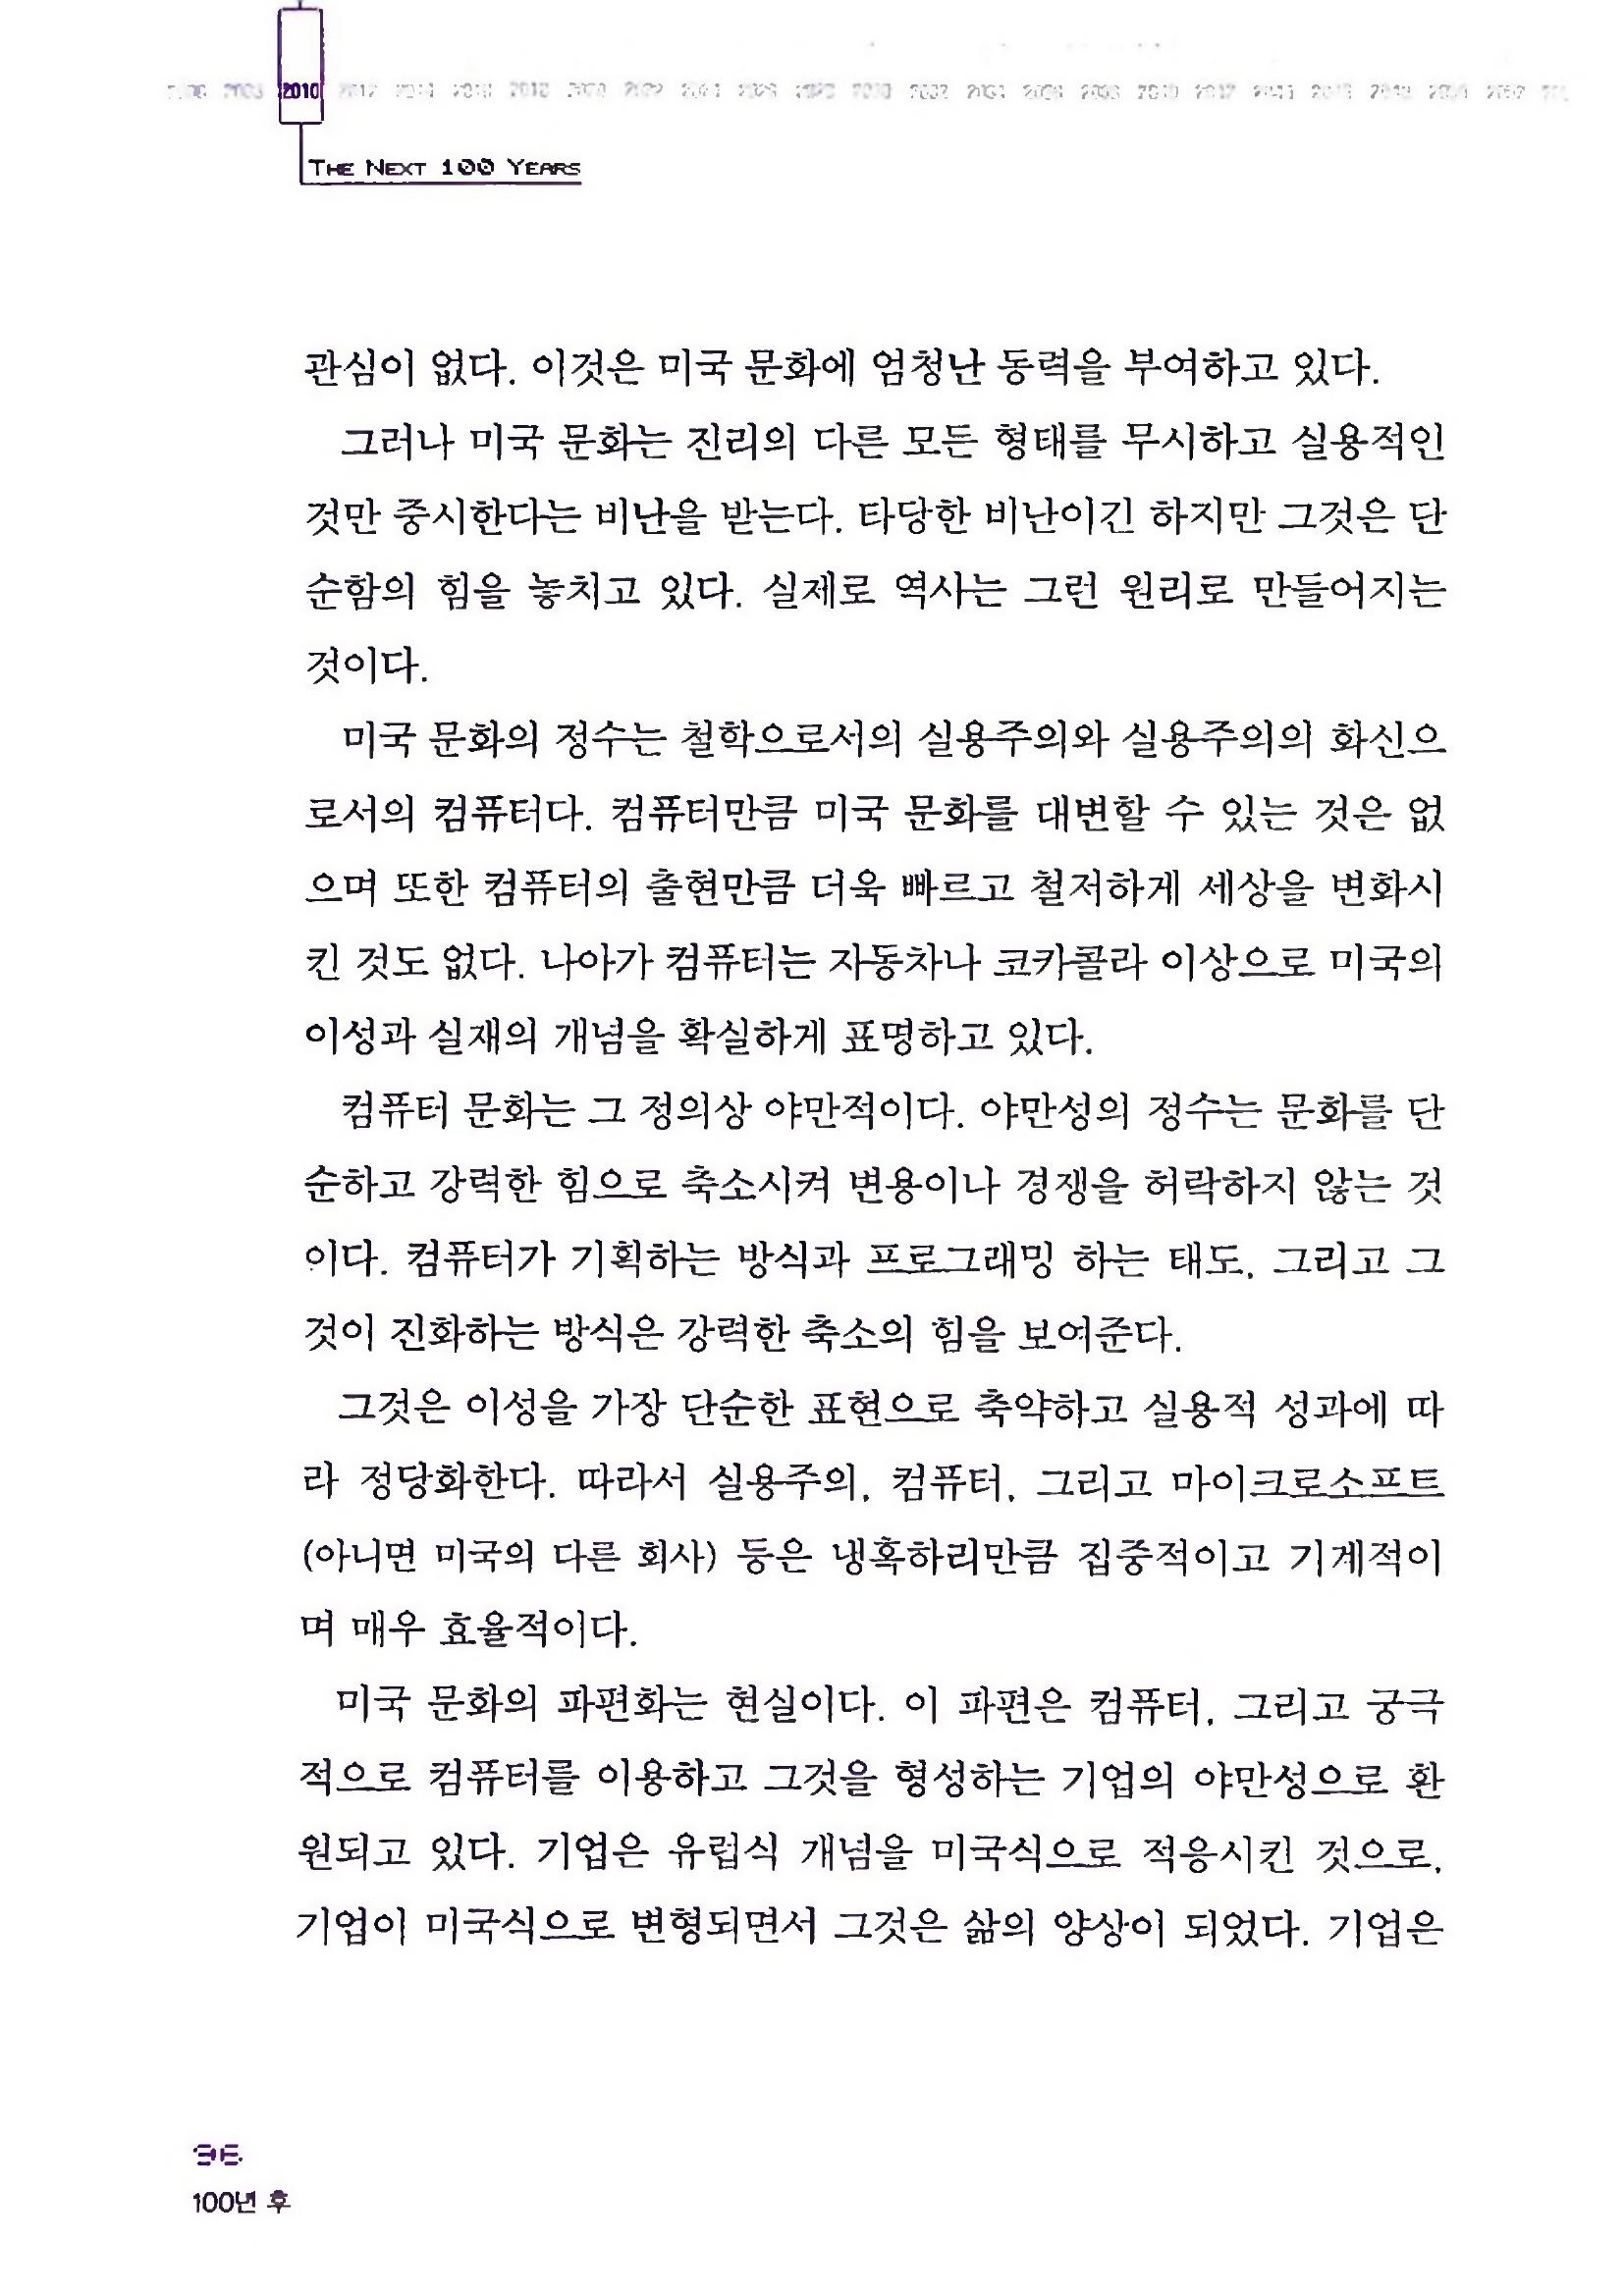 2010
THE NEXT 100 YEARS
관심이 없다. 이것은 미국 문화에 엄청난 동력을 부여하고 있다.
그러나 미국 문화는 진리의 다른 모든 형태를 무시하고 실용적인
것만 중시한다는 비난을 받는다. 타당한 비난이긴 하지만 그것은 단
순함의 힘을 놓치고 있다. 실제로 역사는 그런 원리로 만들어지는
것이다.
미국 문화의 정수는 철학으로서의 실용주의와 실용주의의 화신으
로서의 컴퓨터다. 컴퓨터만큼 미국 문화를 대변할 수 있는 것은 없
으며 또한 컴퓨터의 출현만큼 더욱 빠르고 철저하게 세상을 변화시
킨 것도 없다. 나아가 컴퓨터는 자동차나 코카콜라 이상으로 미국의
이성과 실재의 개념을 확실하게 표명하고 있다.
컴퓨터 문화는 그 정의상 야만적이다. 야만성의 정수는 문화를 단
순하고 강력한 힘으로 축소시켜 변용이나 경쟁을 허락하지 않는 것
이다. 컴퓨터가 기획하는 방식과 프로그래밍 하는 태도, 그리고 그
것이 진화하는 방식은 강력한 축소의 힘을 보여준다.
그것은 이성을 가장 단순한 표현으로 축약하고 실용적 성과에 따
라 정당화한다. 따라서 실용주의, 컴퓨터, 그리고 마이크로소프트
(아니면 미국의 다른 회사) 등은 냉혹하리만큼 집중적이고 기계적이
며 매우 효율적이다.
미국 문화의 파편화는 현실이다. 이 파편은 컴퓨터, 그리고 궁극
적으로 컴퓨터를 이용하고 그것을 형성하는 기업의 야만성으로 환
원되고 있다. 기업은 유럽식 개념을 미국식으로 적응시킨 것으로,
기업이 미국식으로 변형되면서 그것은 삶의 양상이 되었다. 기업은
100년 후